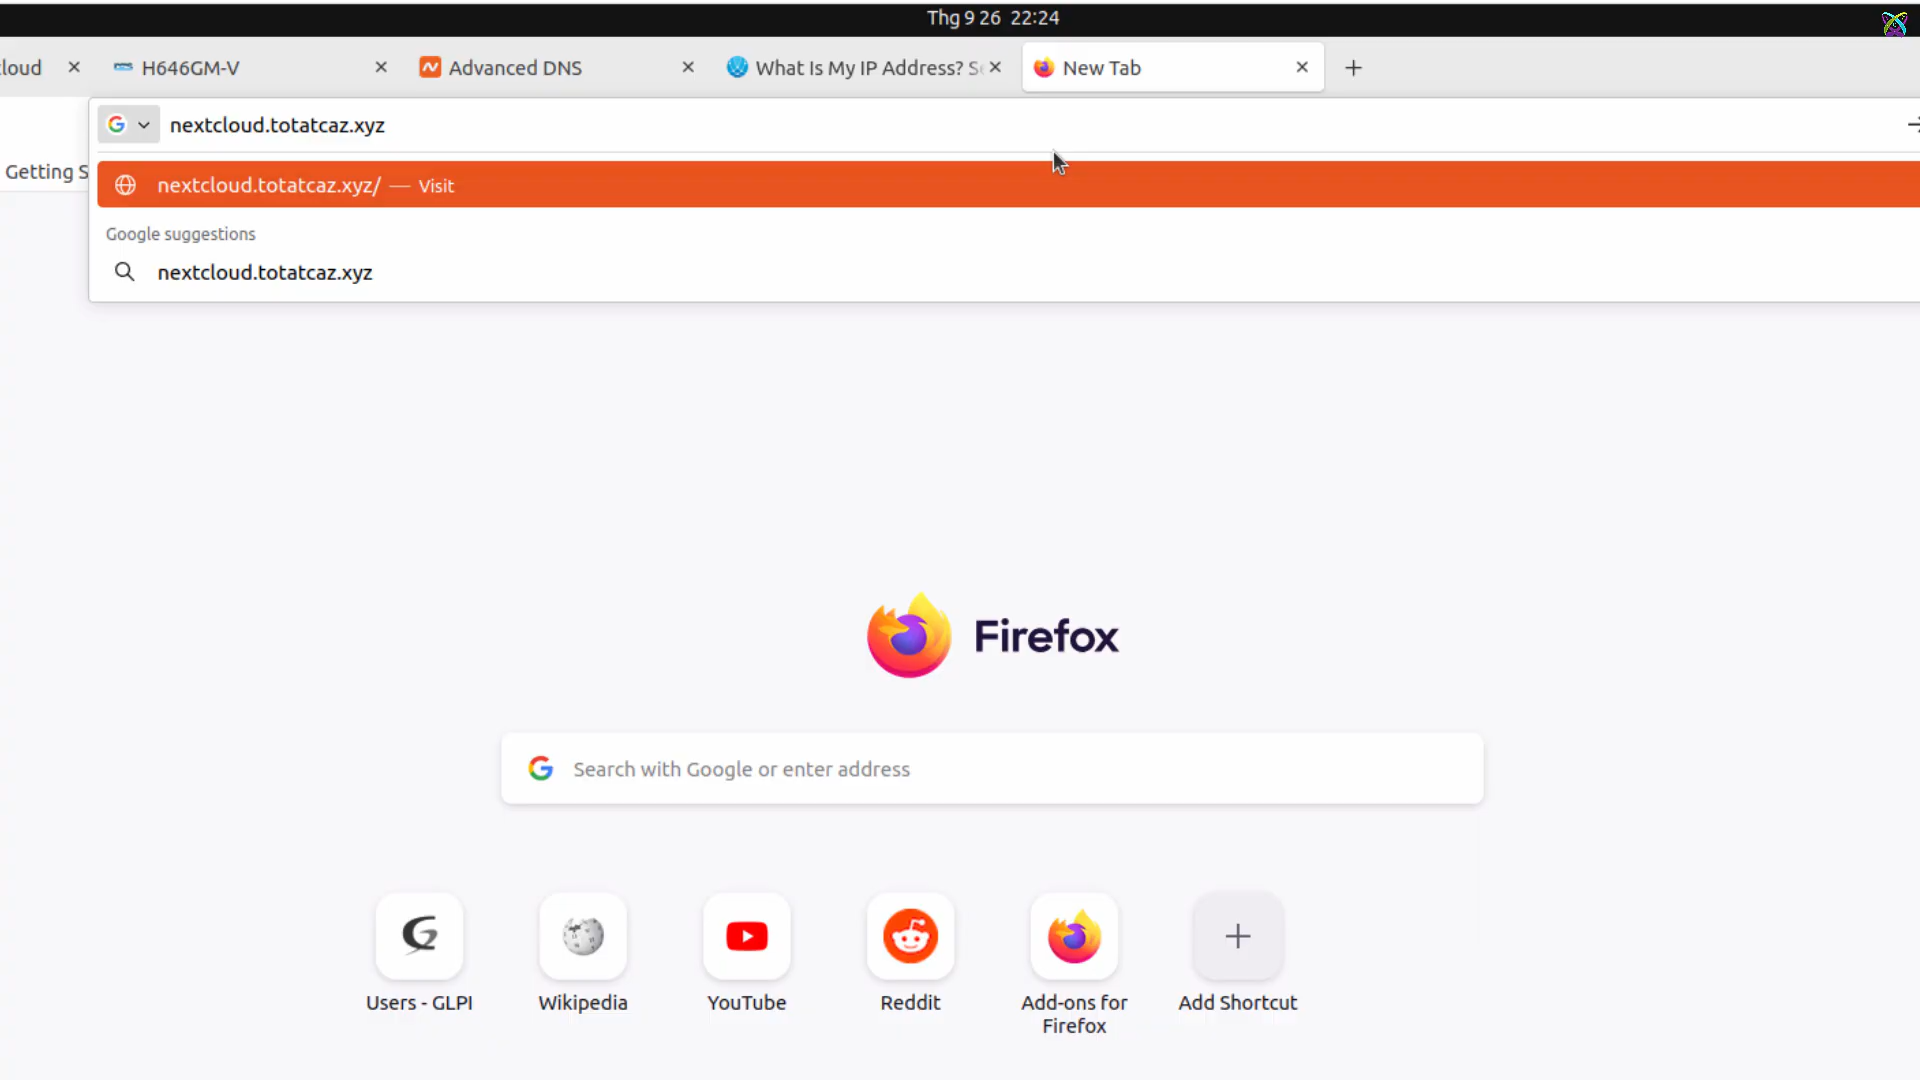 Thg 9 26 22:24
loud
H646GM-V
Advanced DNS
What Is My IP Address? S
New Tab
nextcloud.totatcaz.xyz
Getting S
nextcloud.totatcaz.xyz/ — Visit
Google suggestions
nextcloud.totatcaz.xyz
Firefox
Search with Google or enter address
Users - GLPI
Wikipedia
YouTube
Reddit
Add-ons for
Firefox
Add Shortcut